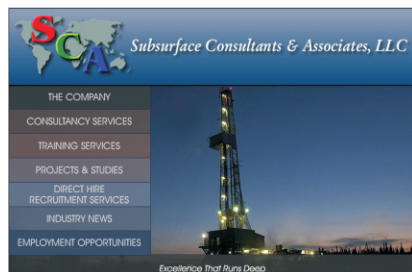 SCA
Subsurface Consultants & Associates, LLC
THE COMPANY
CONSULTANCY SERVICES
TRAINING SERVICES
PROJECTS & STUDIES
DIRECT HIRE
RECRUITMENT SERVICES
INDUSTRY NEWS
EMPLOYMENT OPPORTUNITIES
Excellence That Runs Deep